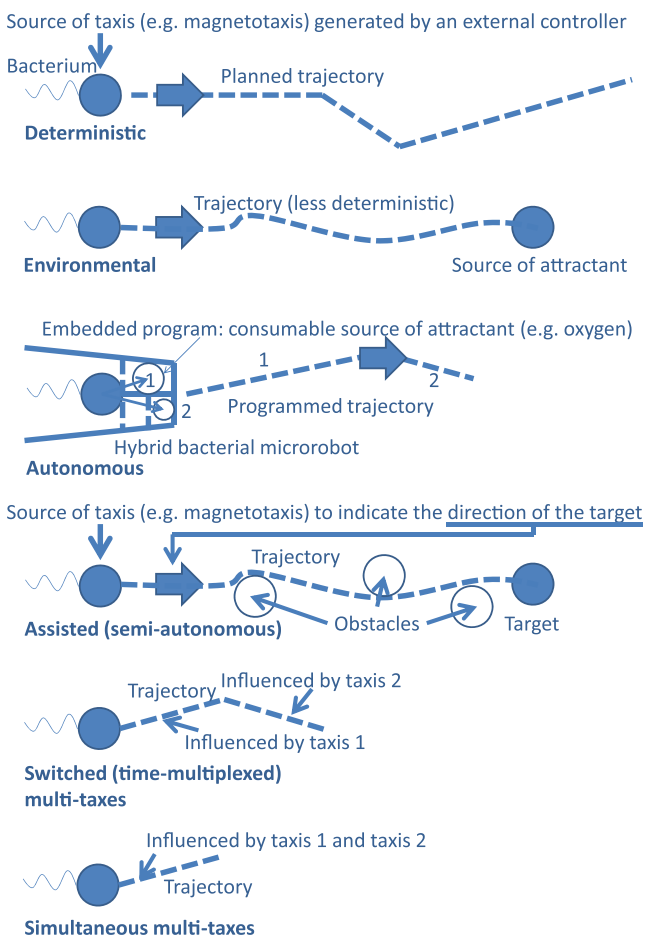 Source of taxis (e.g. magnetotaxis) generated by an external controller
Bacterium
Planned trajectory
Deterministic
Trajectory (less deterministic)
Environmental
Source of attractant
Embedded program: consumable source of attractant (e.g. oxygen)
1
1
2
2
Programmed trajectory
Hybrid bacterial microrobot
Autonomous
Source of taxis (e.g. magnetotaxis) to indicate the direction of the target
Trajectory
Assisted (semi-autonomous)
Obstacles
Target
Influenced by taxis 2
Trajectory
Influenced by taxis 1
Switched (time-multiplexed)
multi-taxes
Influenced by taxis 1 and taxis 2
Trajectory
Simultaneous multi-taxes